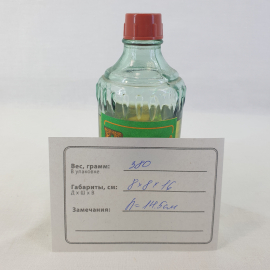 Вес, грамм: 380
В упаковке
Габариты, см: 8×8×16
Д х Ш х В
Замечания: h=14.5см